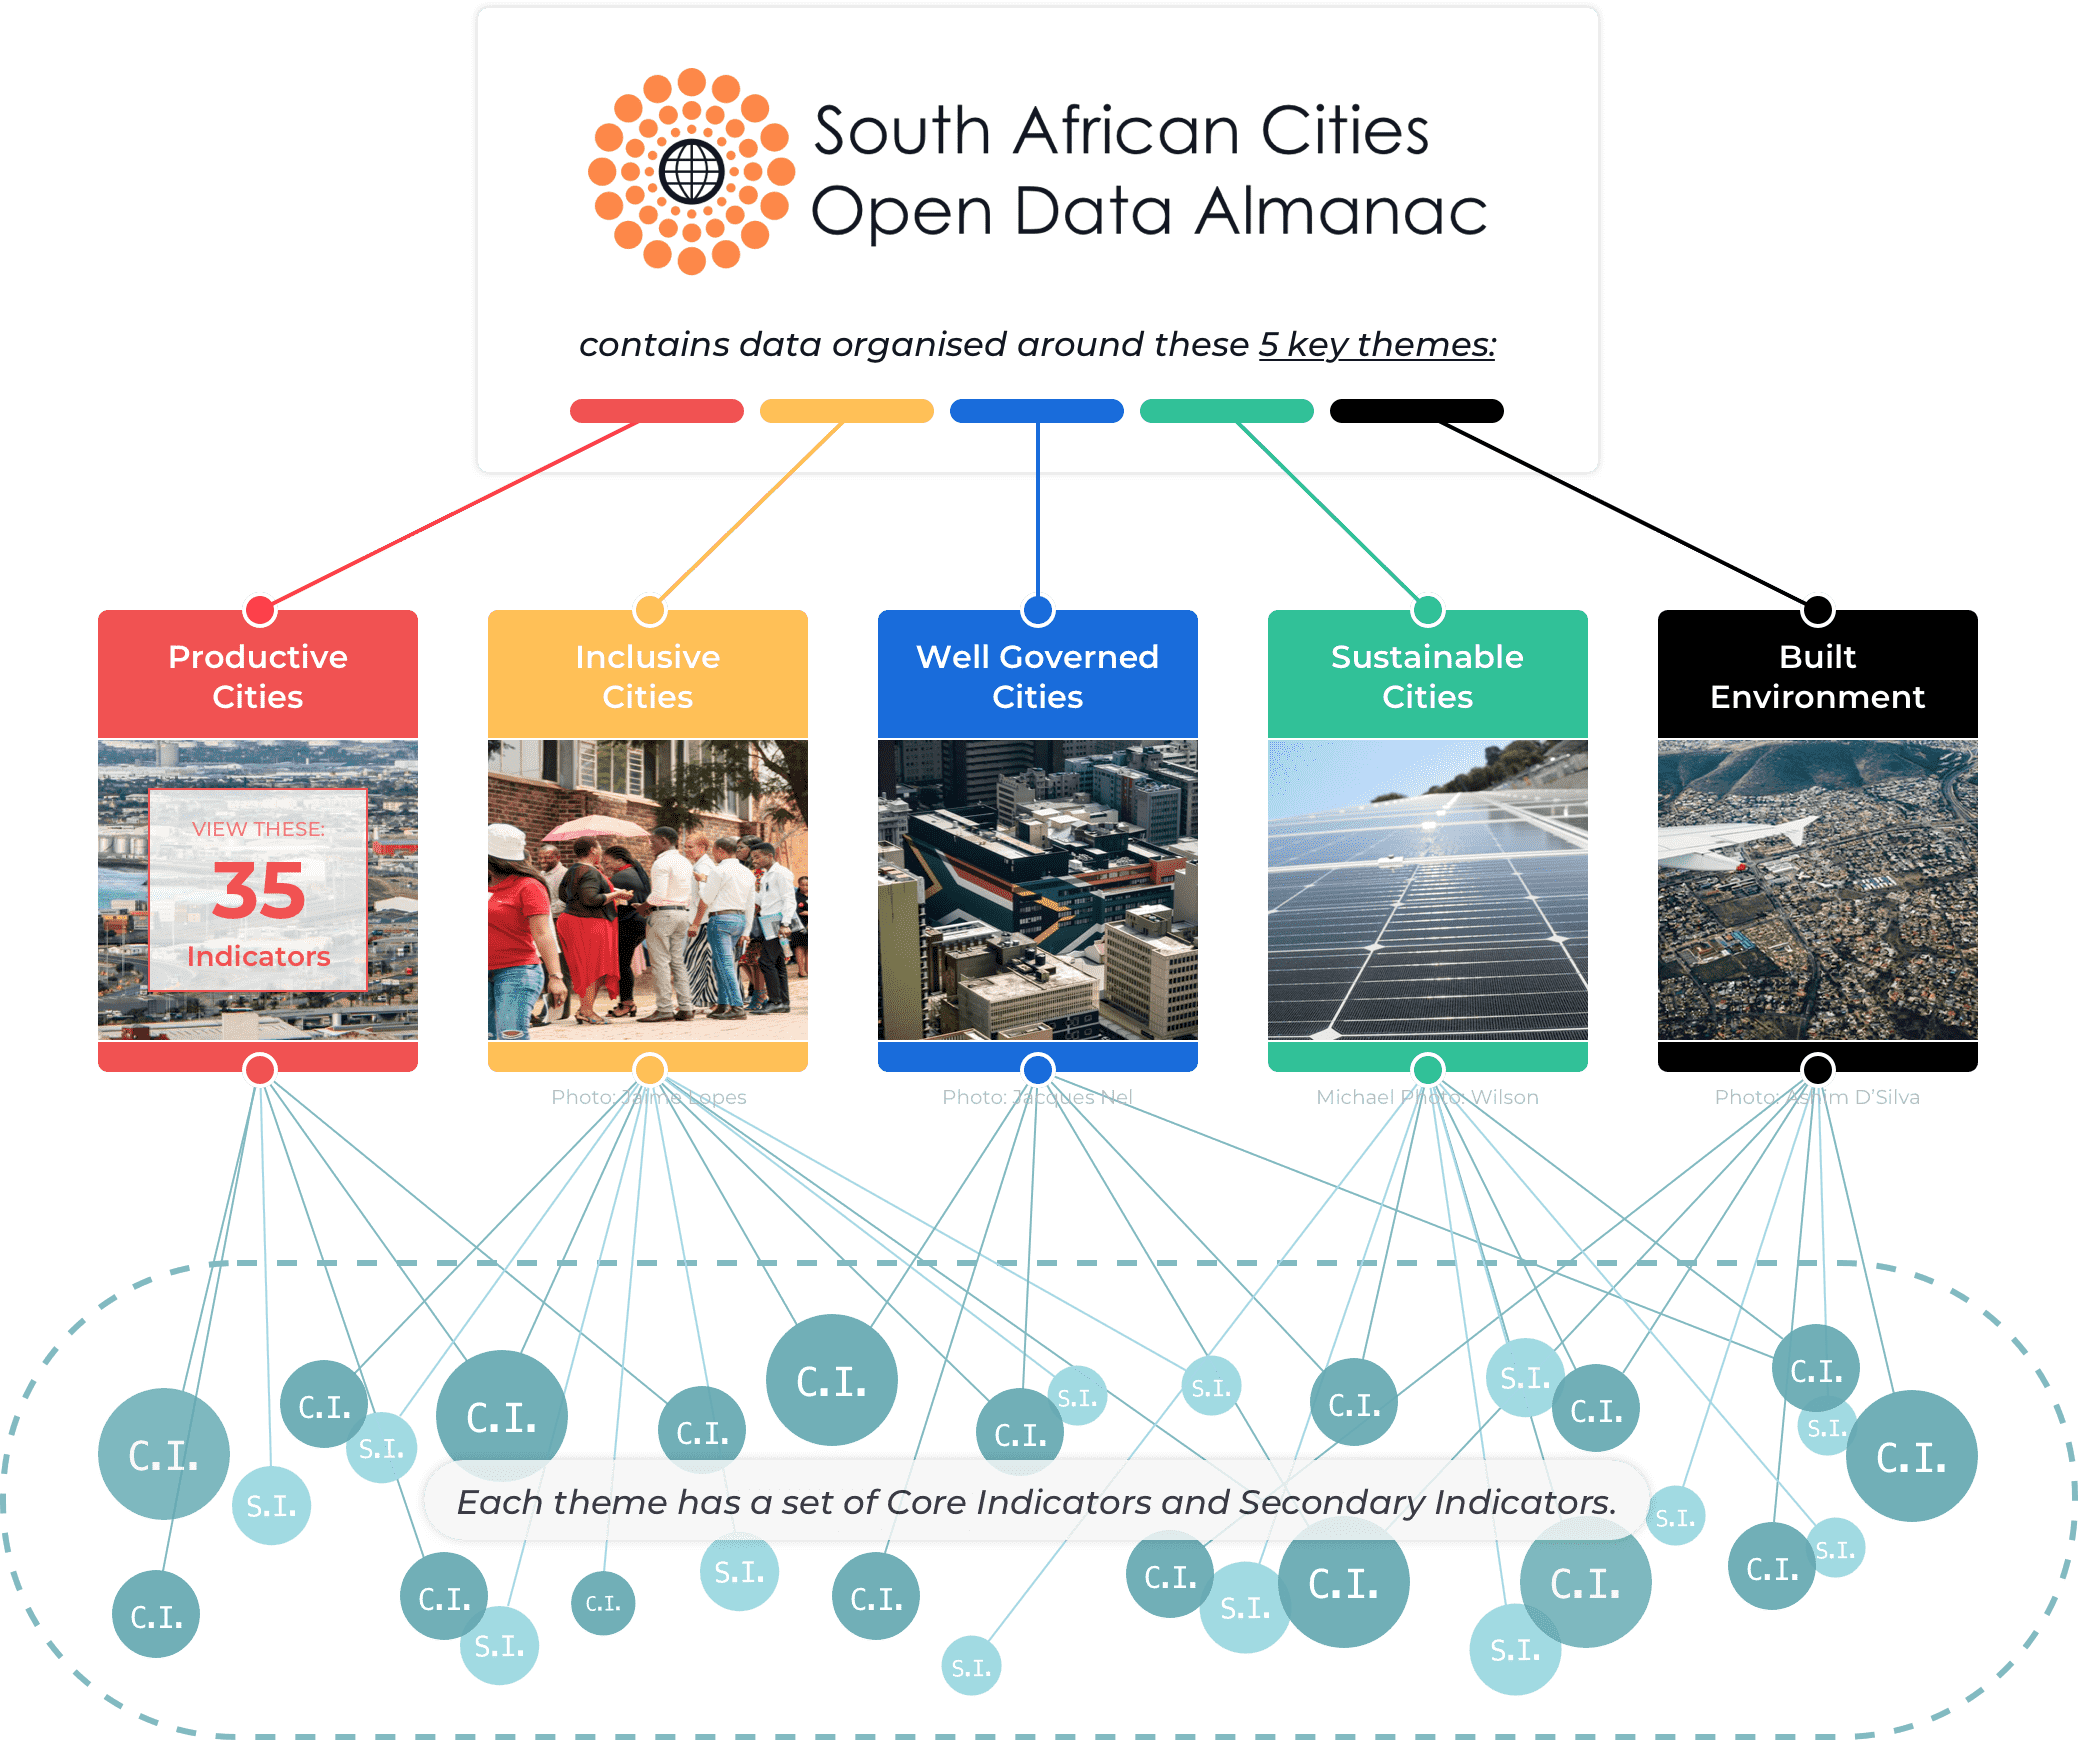 South African Cities
Open Data Almanac
contains data organised around these 5 key themes:
Productive
Cities
Inclusive
Cities
Well Governed
Cities
Sustainable
Cities
Built
Environment
VIEW THESE:
35
Indicators
Photo: Jaime Lopes
Photo: Jacques Nel
Michael Photo: Wilson
Photo: Ashim D'Silva
C.I.
C.I.
S.I.
S.I.
C.I.
C.I.
C.I.
C.I.
S.I.
S.I.
C.I.
S.I.
C.I.
C.I.
S.I.
C.I.
Each theme has a set of Core Indicators and Secondary Indicators.
S.I.
C.I.
C.I.
S.I.
C.I.
S.I.
C.I.
S.I.
C.I.
S.I.
C.I.
C.I.
S.I.
C.I.
S.I.